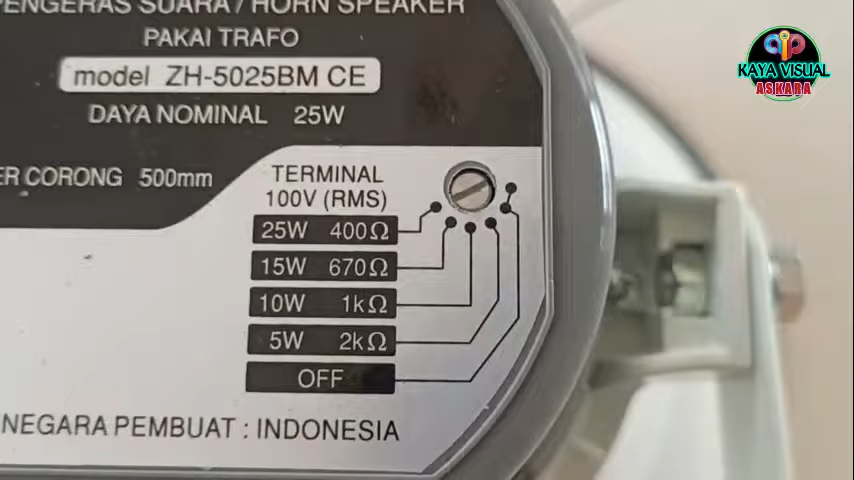 PENGERAS SUARA / HORN SPEAKER
PAKAI TRAFO
model ZH-5025BM CE
DAYA NOMINAL 25W
CORONG 500mm
TERMINAL
100V (RMS)
25W 400Ω
15W 670Ω
10W 1kΩ
5W 2kΩ
OFF
NEGARA PEMBUAT : INDONESIA
KAYA VISUAL
ASKARA